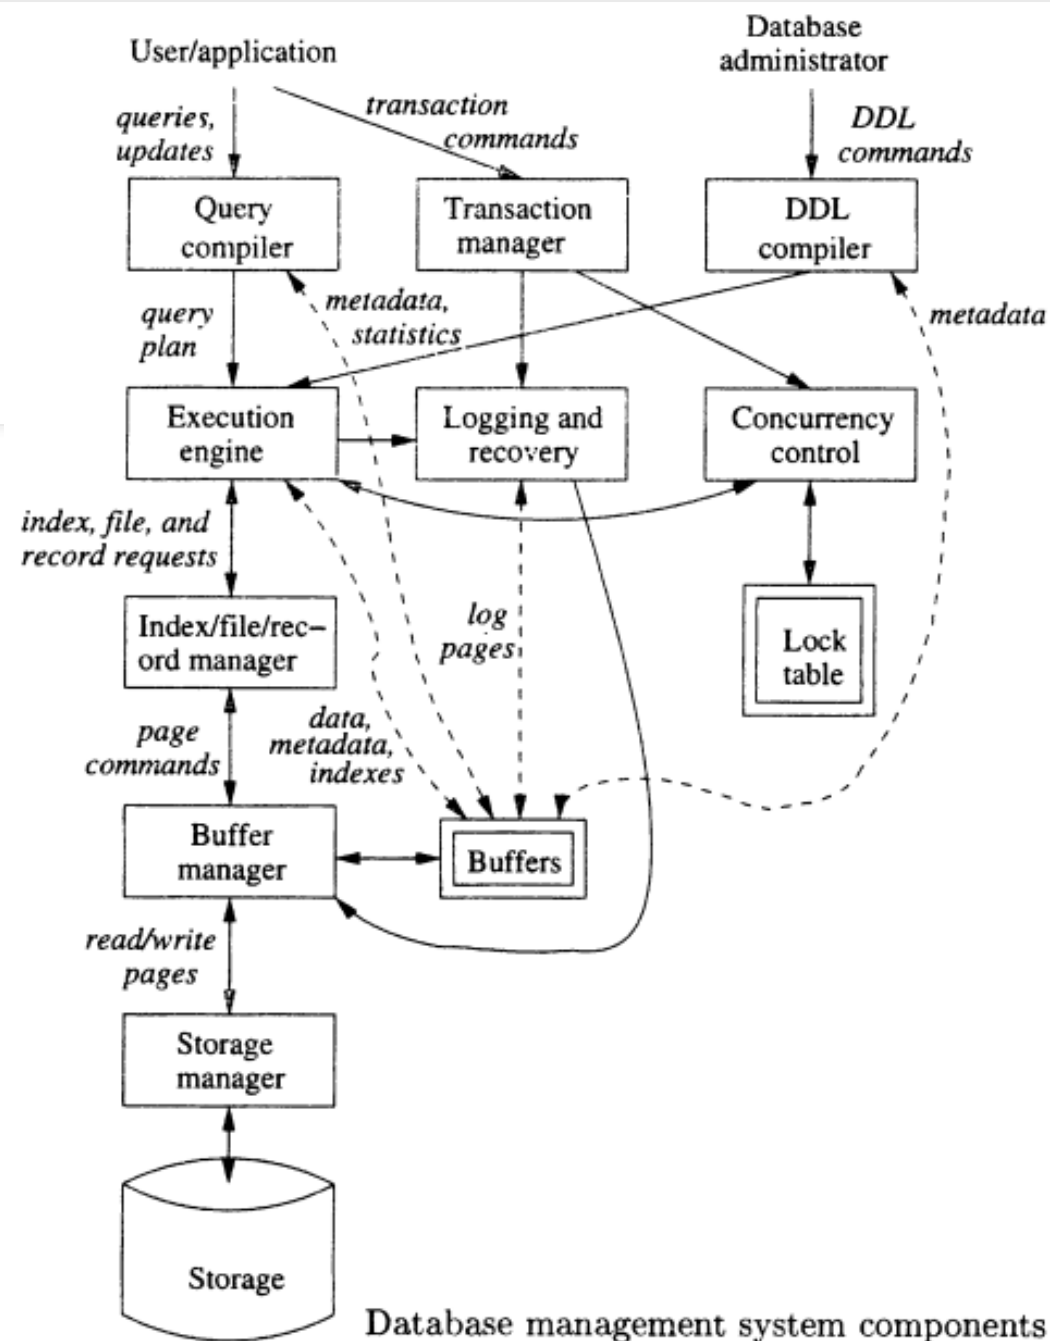 User/application
Database
administrator
queries,
updates
transaction
commands
DDL
commands
Query
compiler
Transaction
manager
DDL
compiler
query
plan
metadata,
statistics
metadata
Execution
engine
Logging and
recovery
Concurrency
control
index, file, and
record requests
Index/file/rec–
ord manager
log
pages
Lock
table
page
commands
data,
metadata,
indexes
Buffer
manager
Buffers
read/write
pages
Storage
manager
Storage
Database management system components